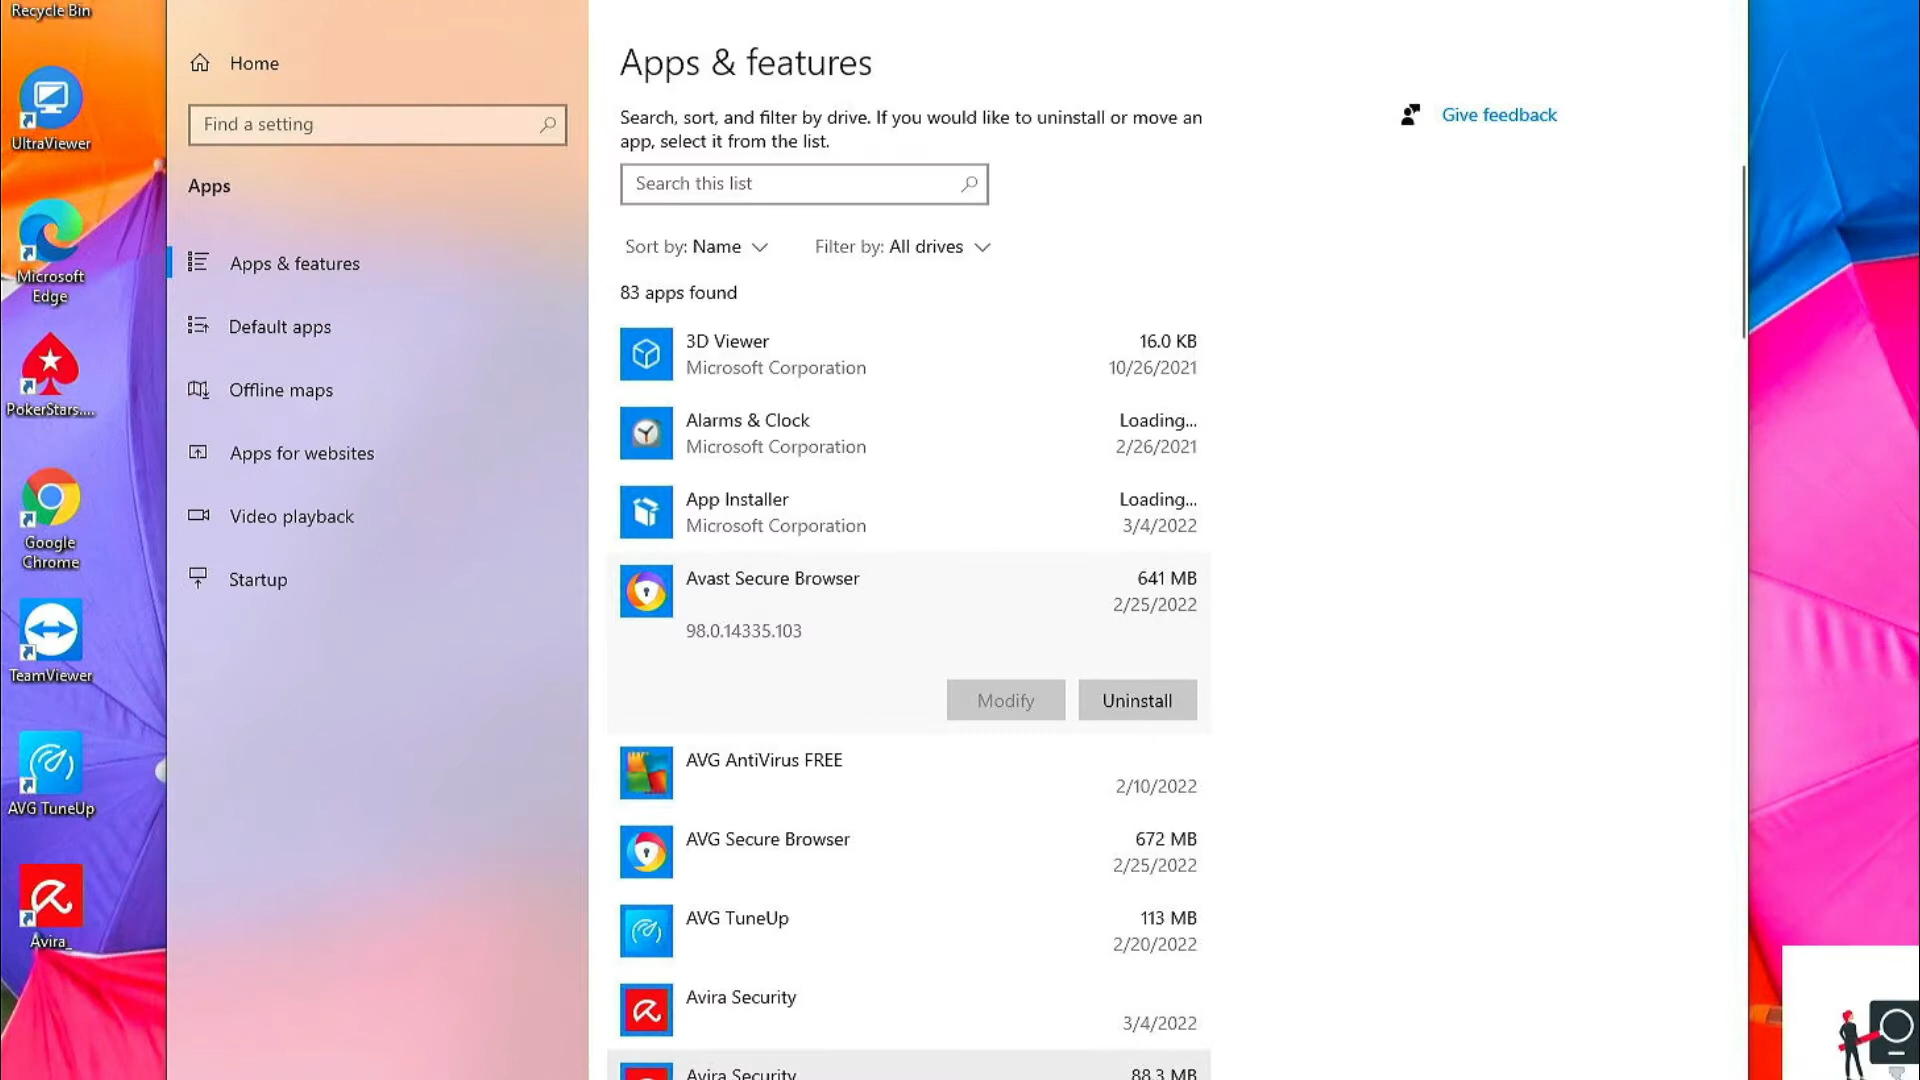 Recycle Bin
UltraViewer
Microsoft
Edge
PokerStars....
Google
Chrome
TeamViewer
AVG TuneUp
Avira_
Home
Find a setting
Apps
Apps & features
Default apps
Offline maps
Apps for websites
Video playback
Startup
Apps & features
Search, sort, and filter by drive. If you would like to uninstall or move an
app, select it from the list.
Search this list
Sort by: Name
Filter by: All drives
83 apps found
3D Viewer
16.0 KB
Microsoft Corporation
10/26/2021
Alarms & Clock
Loading...
Microsoft Corporation
2/26/2021
App Installer
Loading...
Microsoft Corporation
3/4/2022
Avast Secure Browser
641 MB
2/25/2022
98.0.14335.103
Modify
Uninstall
AVG AntiVirus FREE
2/10/2022
AVG Secure Browser
672 MB
2/25/2022
AVG TuneUp
113 MB
2/20/2022
Avira Security
3/4/2022
Avira Security
88.3 MB
Give feedback